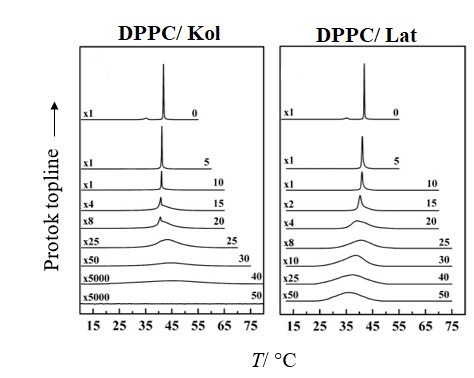 DPPC/ Kol
DPPC/ Lat
Protok topline
x1 0
x1 5
x1 10
x4 15
x8 20
x25 25
x50 30
x5000 40
x5000 50
15 25 35 45 55 65 75
x1 0
x1 5
x1 10
x2 15
x4 20
x8 25
x10 30
x25 40
x50 50
15 25 35 45 55 65 75
T/ °C